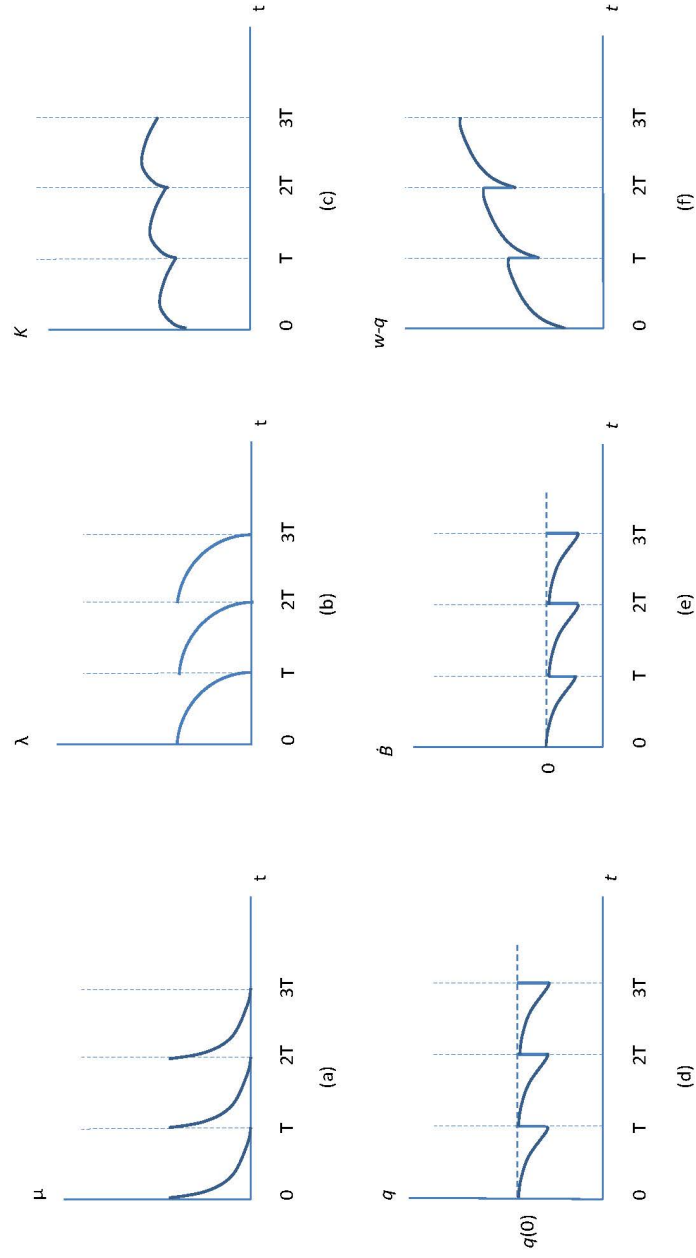 μ
0 T 2T 3T t
(a)
λ
0 T 2T 3T t
(b)
K
0 T 2T 3T t
(c)
q
q(0)
0 T 2T 3T t
(d)
Ḃ
0
0 T 2T 3T t
(e)
w-q
0 T 2T 3T t
(f)